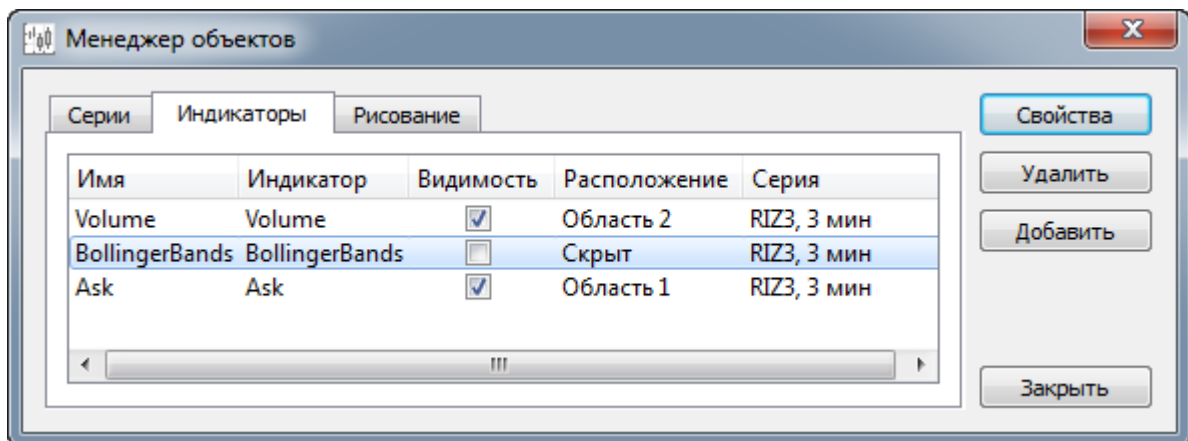 Менеджер объектов
Серии Индикаторы Рисование
Свойства
Имя Индикатор Видимость Расположение Серия
Удалить
Volume Volume Область 2 RIZ3, 3 мин
Добавить
BollingerBands BollingerBands Скрыт RIZ3, 3 мин
Ask Ask Область 1 RIZ3, 3 мин
Закрыть